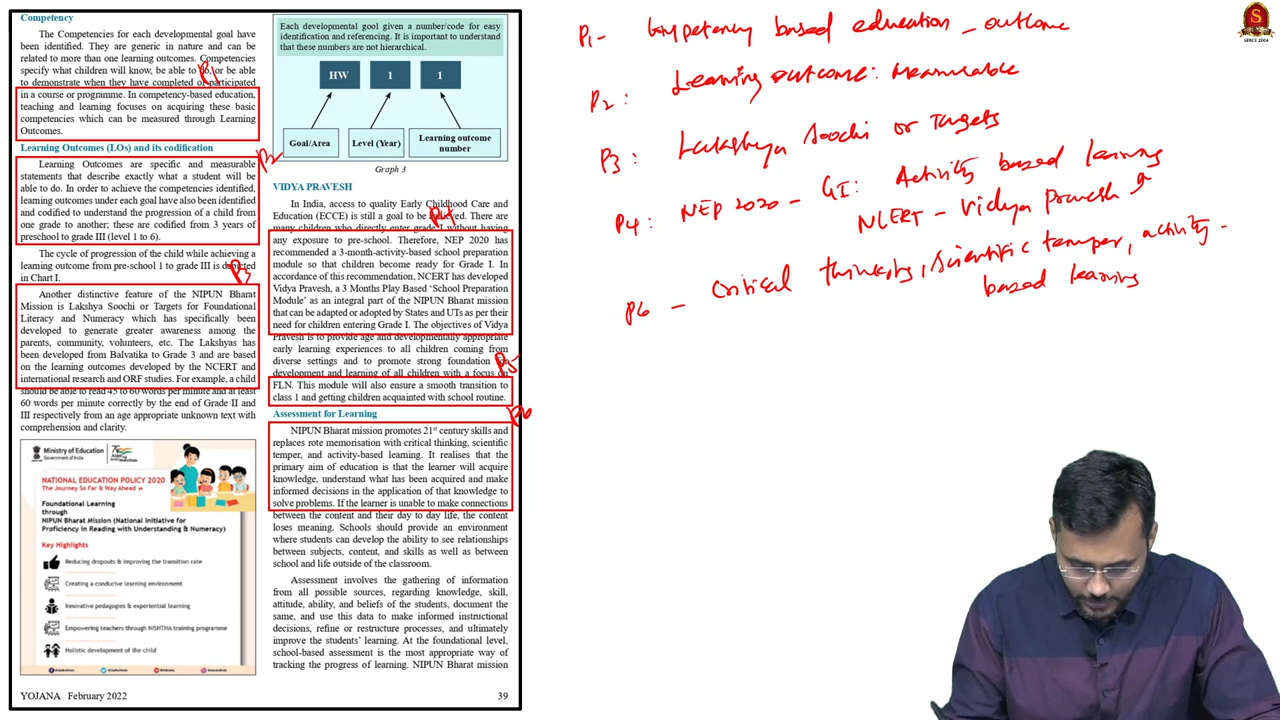 Competency
The Competencies for each developmental goal have
been identified. They are generic in nature and can be
related to more than one learning outcomes. Competencies
specify what children will know, be able to do, or be able
to demonstrate when they have completed or participated
in a course or programme. In competency-based education,
teaching and learning focuses on acquiring these basic
competencies which can be measured through Learning
Outcomes.
Learning Outcomes (LOs) and its codification
Learning Outcomes are specific and measurable
statements that describe exactly what a student will be
able to do. In order to achieve the competencies identified,
learning outcomes under each goal have also been identified
and codified to understand the progression of a child from
one grade to another; these are codified from 3 years of
preschool to grade III (level 1 to 6).
The cycle of progression of the child while achieving a
learning outcome from pre-school 1 to grade III is depicted
in Chart I.
Another distinctive feature of the NIPUN Bharat
Mission is Lakshya Soochi or Targets for Foundational
Literacy and Numeracy which has specifically been
developed to generate greater awareness among the
parents, community, volunteers, etc. The Lakshyas has
been developed from Balvatika to Grade 3 and are based
on the learning outcomes developed by the NCERT and
international research and ORF studies. For example, a child
should be able to read 45 to 60 words per minute and at least
60 words per minute correctly by the end of Grade II and
III respectively from an age appropriate unknown text with
comprehension and clarity.
Ministry of Education
Government of India
NATIONAL EDUCATION POLICY 2020
The Journey So Far & Way Ahead
Foundational Learning
through
NIPUN Bharat Mission (National Initiative for
Proficiency in Reading with Understanding & Numeracy)
Key Highlights
Reducing dropouts & improving the transition rate
Creating a conducive learning environment
Innovative pedagogies & experiential learning
Empowering teachers through NISHTHA training programme
Holistic development of the child
YOJANA February 2022
Each developmental goal given a number/code for easy
identification and referencing. It is important to understand
that these numbers are not hierarchical.
HW 1 1
Goal/Area Level (Year) Learning outcome
number
Graph 3
VIDYA PRAVESH
In India, access to quality Early Childhood Care and
Education (ECCE) is still a goal to be achieved. There are
many children who directly enter grade I without having
any exposure to pre-school. Therefore, NEP 2020 has
recommended a 3-month-activity-based school preparation
module so that children become ready for Grade I. In
accordance of this recommendation, NCERT has developed
Vidya Pravesh, a 3 Months Play Based ‘School Preparation
Module’ as an integral part of the NIPUN Bharat mission
that can be adapted or adopted by States and UTs as per their
need for children entering Grade I. The objectives of Vidya
Pravesh is to provide age and developmentally appropriate
early learning experiences to all children coming from
diverse settings and to promote strong foundation
development and learning of all children with a focus on
FLN. This module will also ensure a smooth transition to
class 1 and getting children acquainted with school routine.
Assessment for Learning
NIPUN Bharat mission promotes 21st century skills and
replaces rote memorisation with critical thinking, scientific
temper, and activity-based learning. It realises that the
primary aim of education is that the learner will acquire
knowledge, understand what has been acquired and make
informed decisions in the application of that knowledge to
solve problems. If the learner is unable to make connections
between the content and their day to day life, the content
loses meaning. Schools should provide an environment
where students can develop the ability to see relationships
between subjects, content, and skills as well as between
school and life outside of the classroom.
Assessment involves the gathering of information
from all possible sources, regarding knowledge, skill,
attitude, ability, and beliefs of the students, document the
same, and use this data to make informed instructional
decisions, refine or restructure processes, and ultimately
improve the students’ learning. At the foundational level,
school-based assessment is the most appropriate way of
tracking the progress of learning. NIPUN Bharat mission
39
P1
P2
P3
P4
P5
P6
P1- Competency based education - outcome
P2: Learning outcome: Measurable
P3: Lakshya Soochi or Targets
P4: NEP 2020 - G1: Activity based learning
NCERT - Vidya Pravesh
P6 - Critical thinking, scientific temper, activity -
based learning
S
SINCE 2004